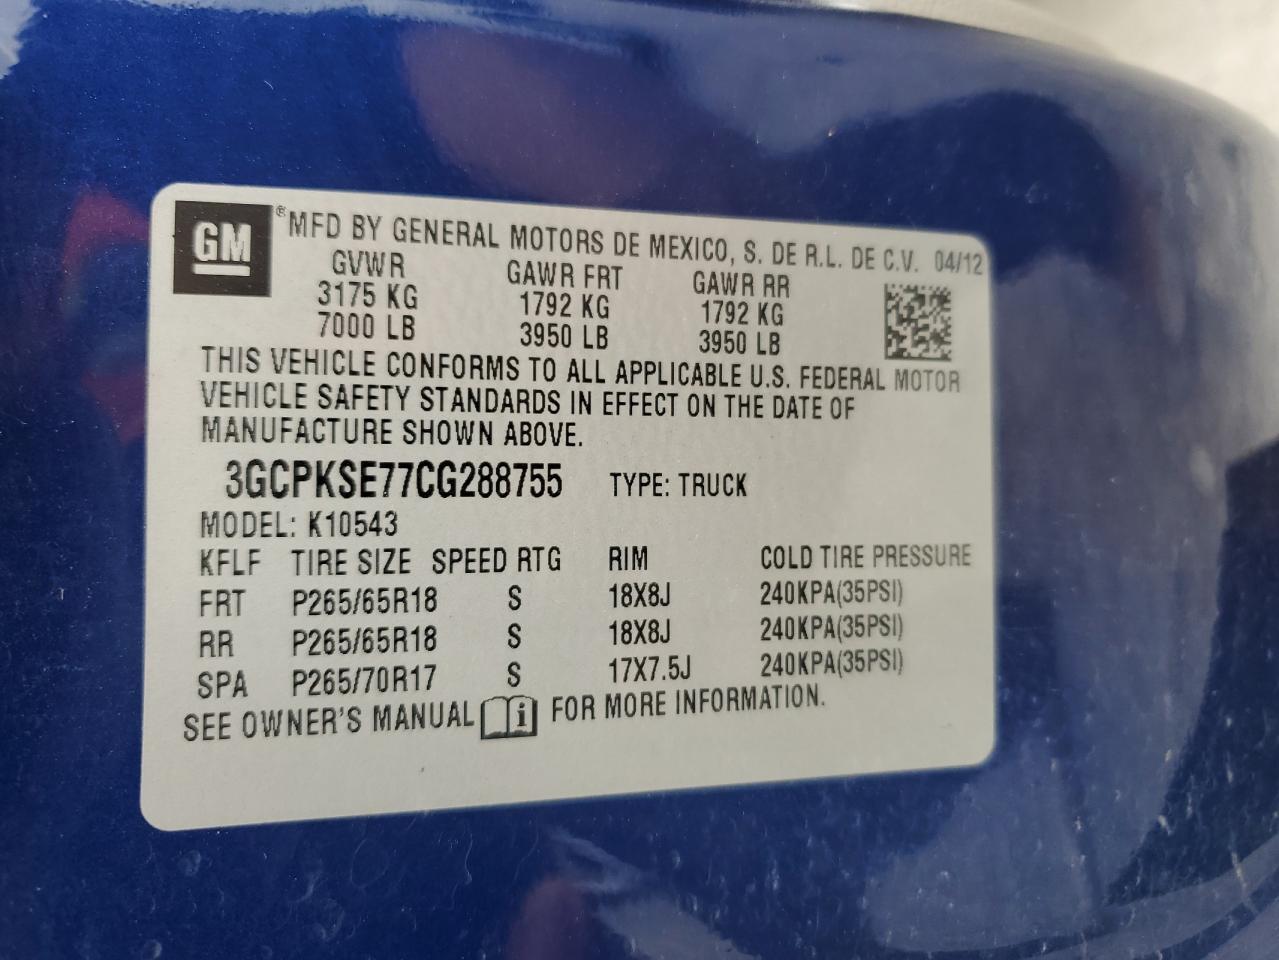 GM ® MFD BY GENERAL MOTORS DE MEXICO, S. DE R.L. DE C.V. 04/12
GVWR GAWR FRT GAWR RR
3175 KG 1792 KG 1792 KG
7000 LB 3950 LB 3950 LB
THIS VEHICLE CONFORMS TO ALL APPLICABLE U.S. FEDERAL MOTOR
VEHICLE SAFETY STANDARDS IN EFFECT ON THE DATE OF
MANUFACTURE SHOWN ABOVE.
3GCPKSE77CG288755 TYPE: TRUCK
MODEL: K10543
KFLF TIRE SIZE SPEED RTG RIM COLD TIRE PRESSURE
FRT P265/65R18 S 18X8J 240KPA(35PSI)
RR P265/65R18 S 18X8J 240KPA(35PSI)
SPA P265/70R17 S 17X7.5J 240KPA(35PSI)
SEE OWNER'S MANUAL i FOR MORE INFORMATION.